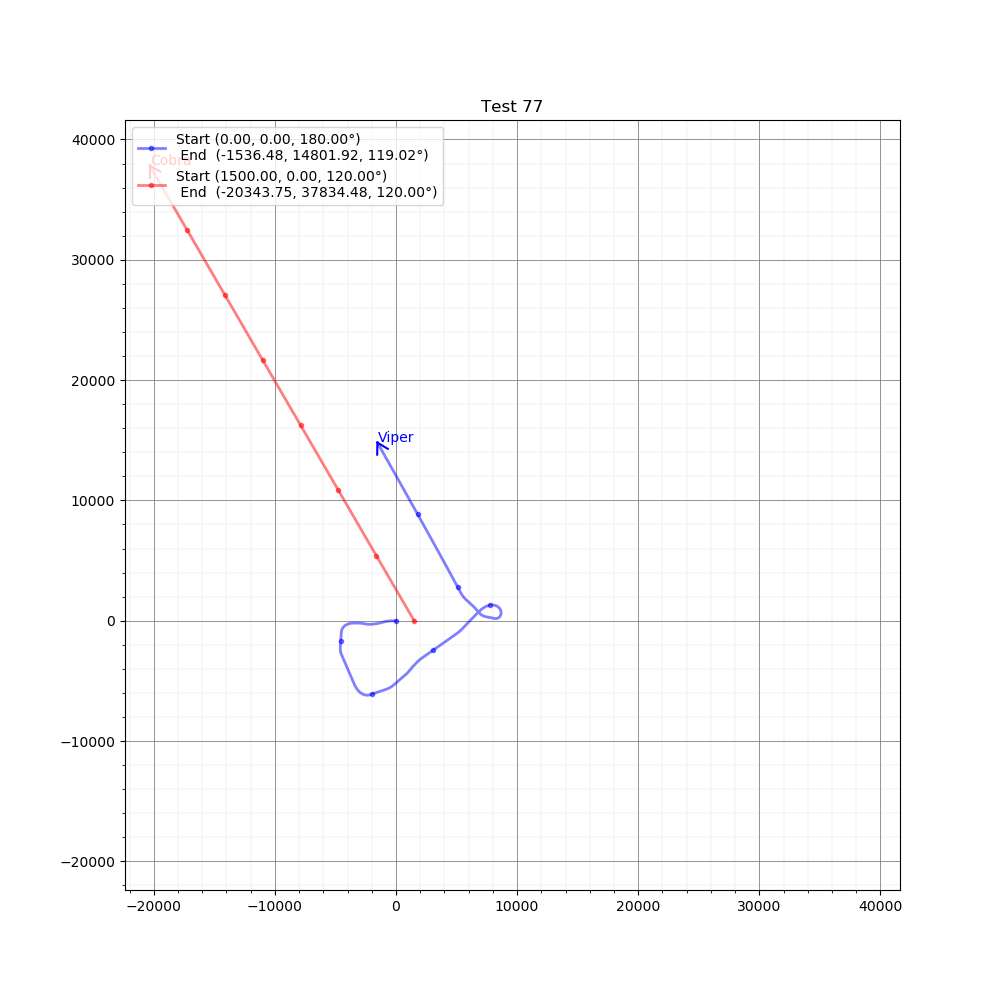 Test 77
Start (0.00, 0.00, 180.00°)
End (-1536.48, 14801.92, 119.02°)
Start (1500.00, 0.00, 120.00°)
End (-20343.75, 37834.48, 120.00°)
Cobra
Viper
40000
30000
20000
10000
0
−10000
−20000
−20000 −10000 0 10000 20000 30000 40000